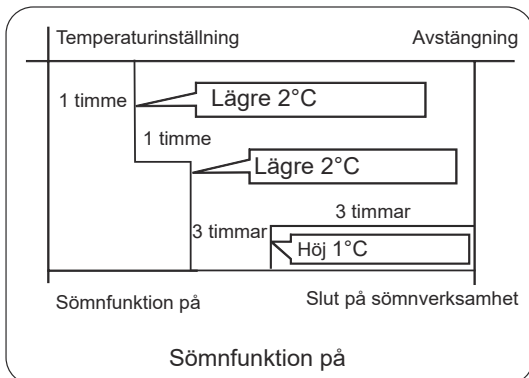 Temperaturinställning
Avstängning
1 timme
Lägre 2°C
1 timme
Lägre 2°C
3 timmar
3 timmar
Höj 1°C
Sömnfunktion på
Slut på sömnverksamhet
Sömnfunktion på